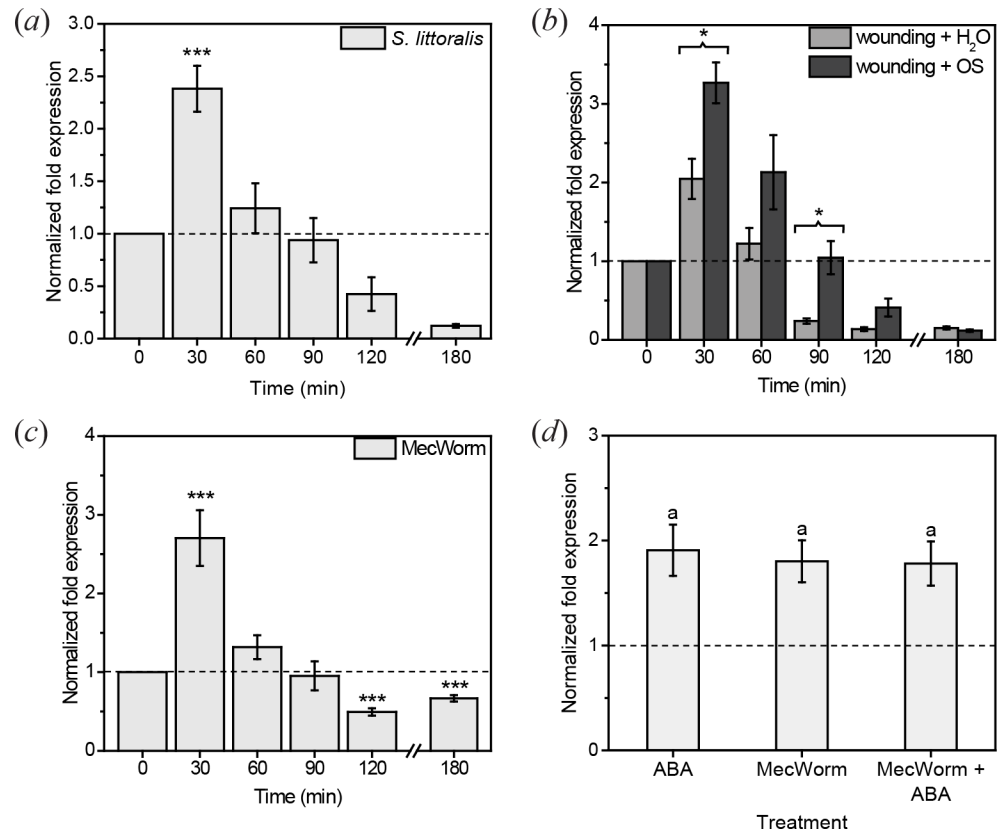 (a)
S. littoralis
***
Normalized fold expression
3.0
2.5
2.0
1.5
1.0
0.5
0.0
0 30 60 90 120 180
Time (min)
(b)
wounding + H₂O
wounding + OS
*
*
Normalized fold expression
4
3
2
1
0
0 30 60 90 120 180
Time (min)
(c)
MecWorm
***
***
***
Normalized fold expression
4
3
2
1
0
0 30 60 90 120 180
Time (min)
(d)
a a a
Normalized fold expression
3
2
1
0
ABA MecWorm MecWorm +
ABA
Treatment